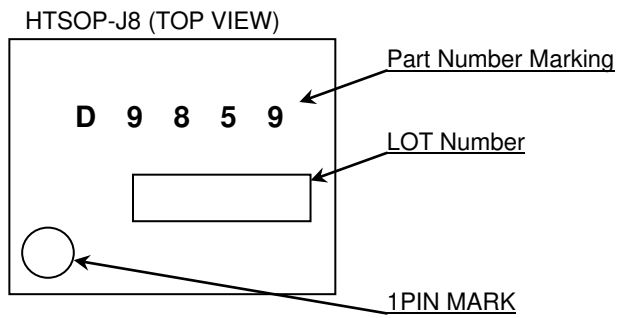 HTSOP-J8 (TOP VIEW)
Part Number Marking
D 9 8 5 9
LOT Number
1PIN MARK